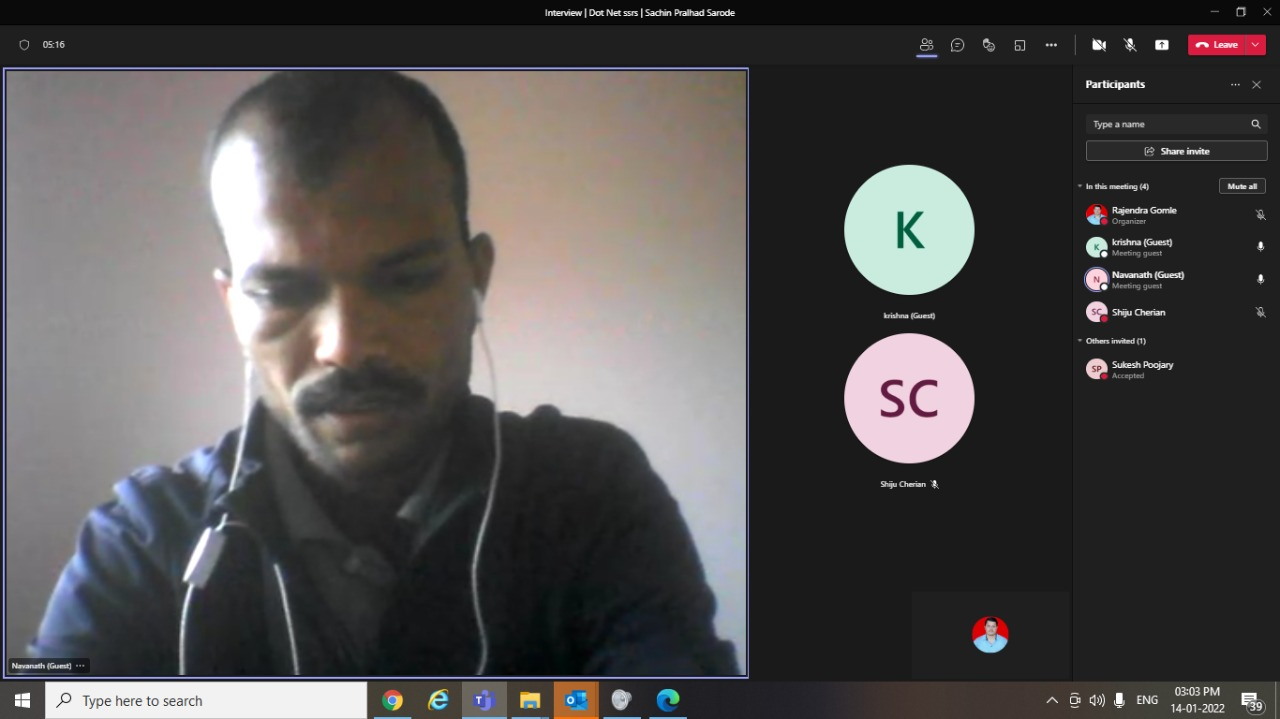 Interview | Dot Net ssrs | Sachin Pralhad Sarode
05:16
Leave
Participants
Type a name
Share invite
In this meeting (4)
Mute all
Rajendra Gomle
Organizer
K
krishna (Guest)
Meeting guest
N
Navanath (Guest)
Meeting guest
SC
Shiju Cherian
Others invited (1)
SP
Sukesh Poojary
Accepted
K
krishna (Guest)
SC
Shiju Cherian
Navanath (Guest)
Type here to search
ENG
03:03 PM
14-01-2022
39